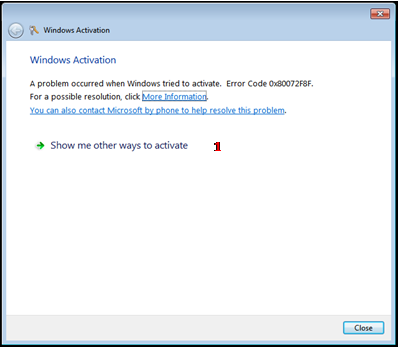 Windows Activation
Windows Activation
A problem occurred when Windows tried to activate. Error Code 0x80072F8F.
For a possible resolution, click More Information.
You can also contact Microsoft by phone to help resolve this problem.
Show me other ways to activate
Close